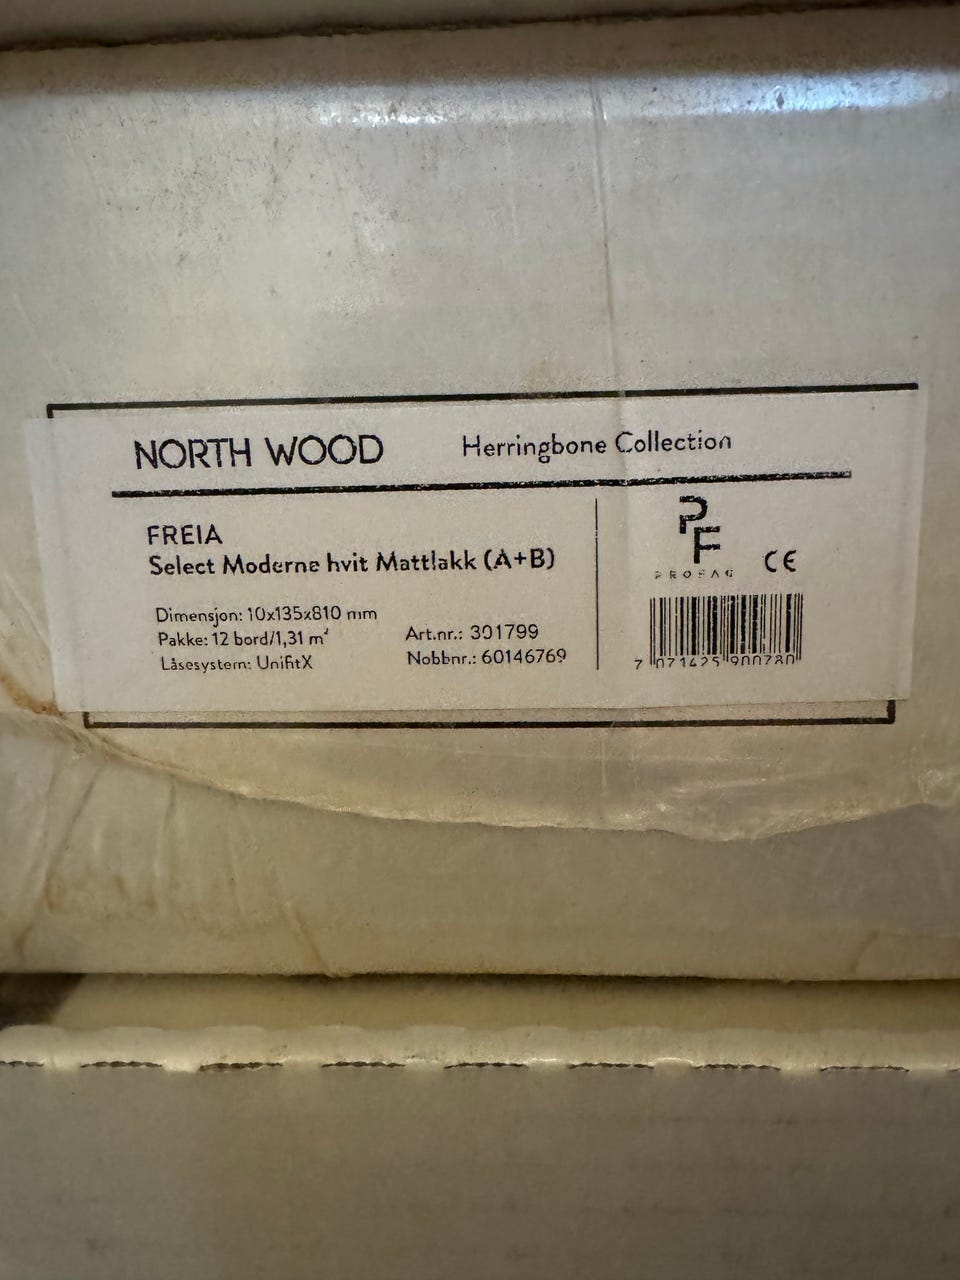 NORTH WOOD Herringbone Collection
FREIA
Select Moderne hvit Mattlakk (A+B)
Dimensjon: 10x135x810 mm
Pakke: 12 bord/1,31 m²
Låsesystem: UnifitX
Art.nr.: 301799
Nobbnr.: 60146769
PF
PROFAG
CE
7 071425 900780